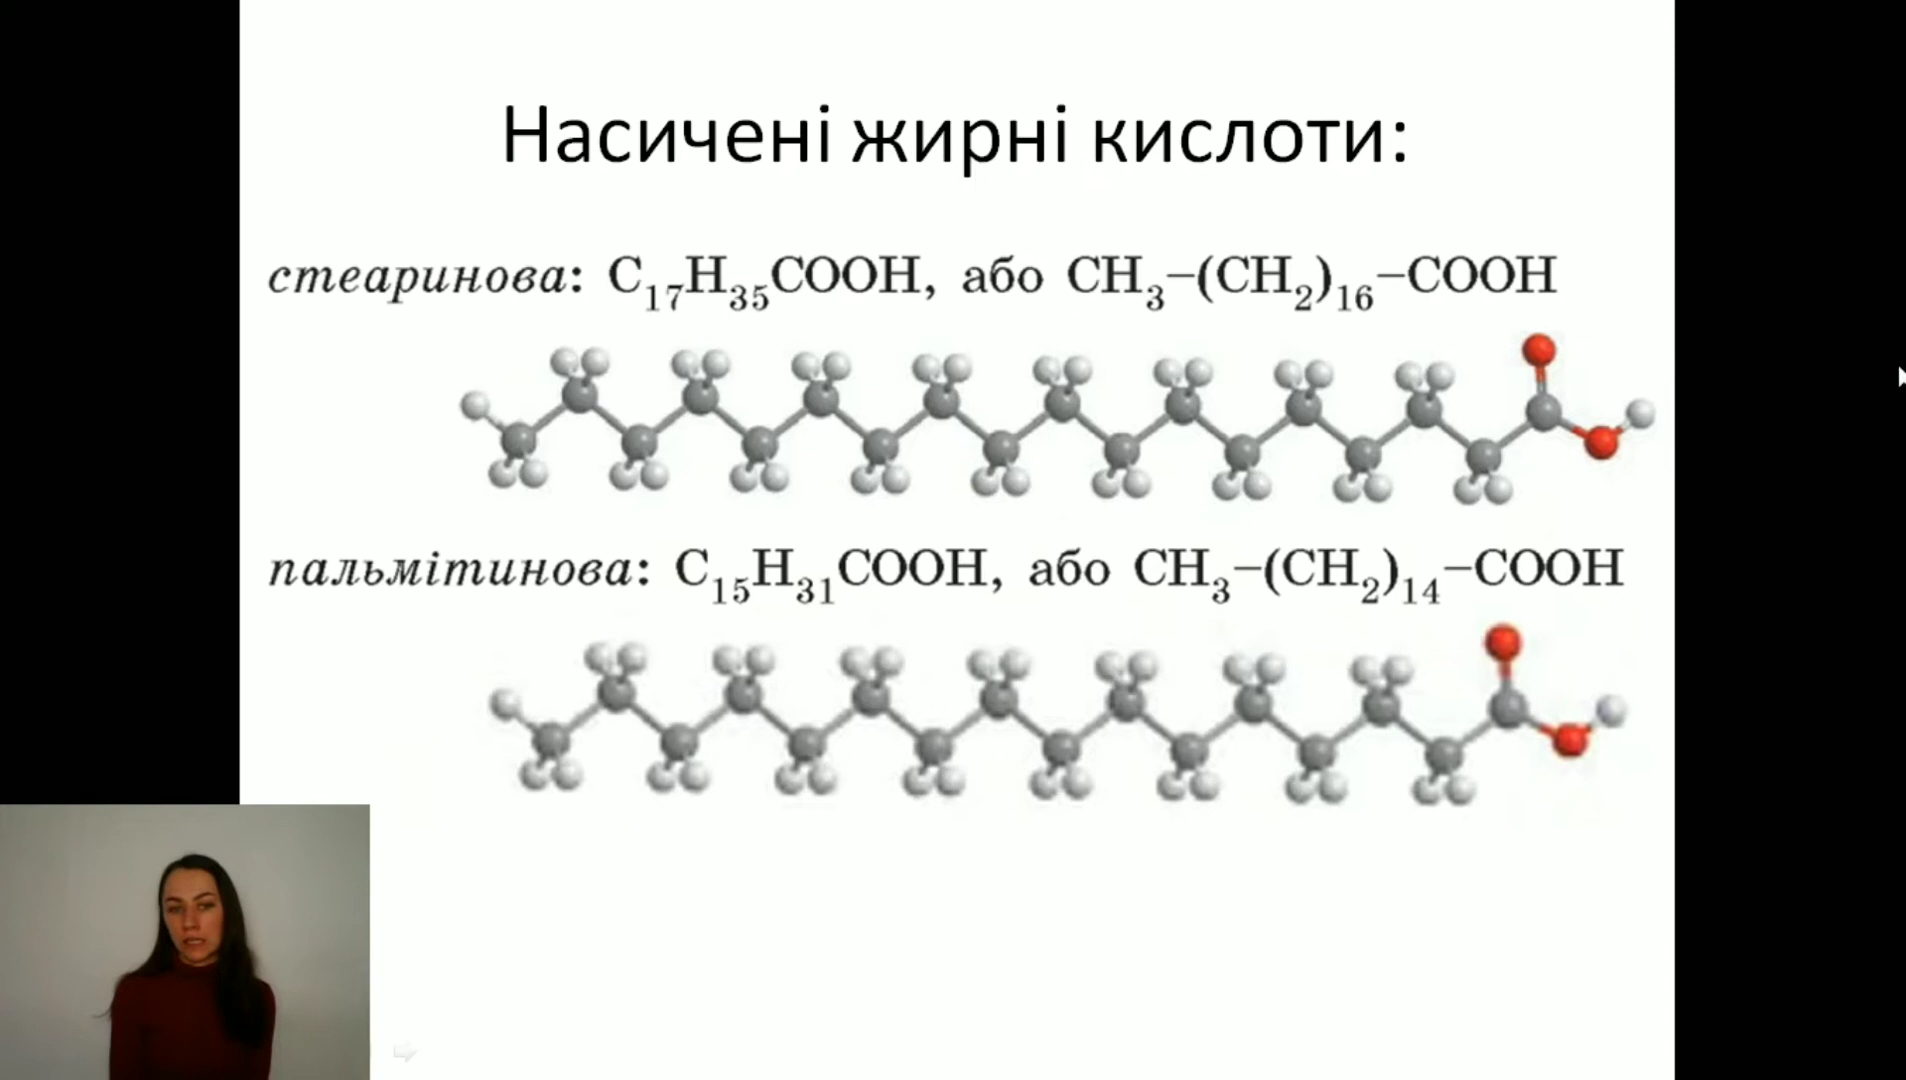 Насичені жирні кислоти:
стеаринова: C₁₇H₃₅COOH, або CH₃–(CH₂)₁₆–COOH
пальмітинова: C₁₅H₃₁COOH, або CH₃–(CH₂)₁₄–COOH